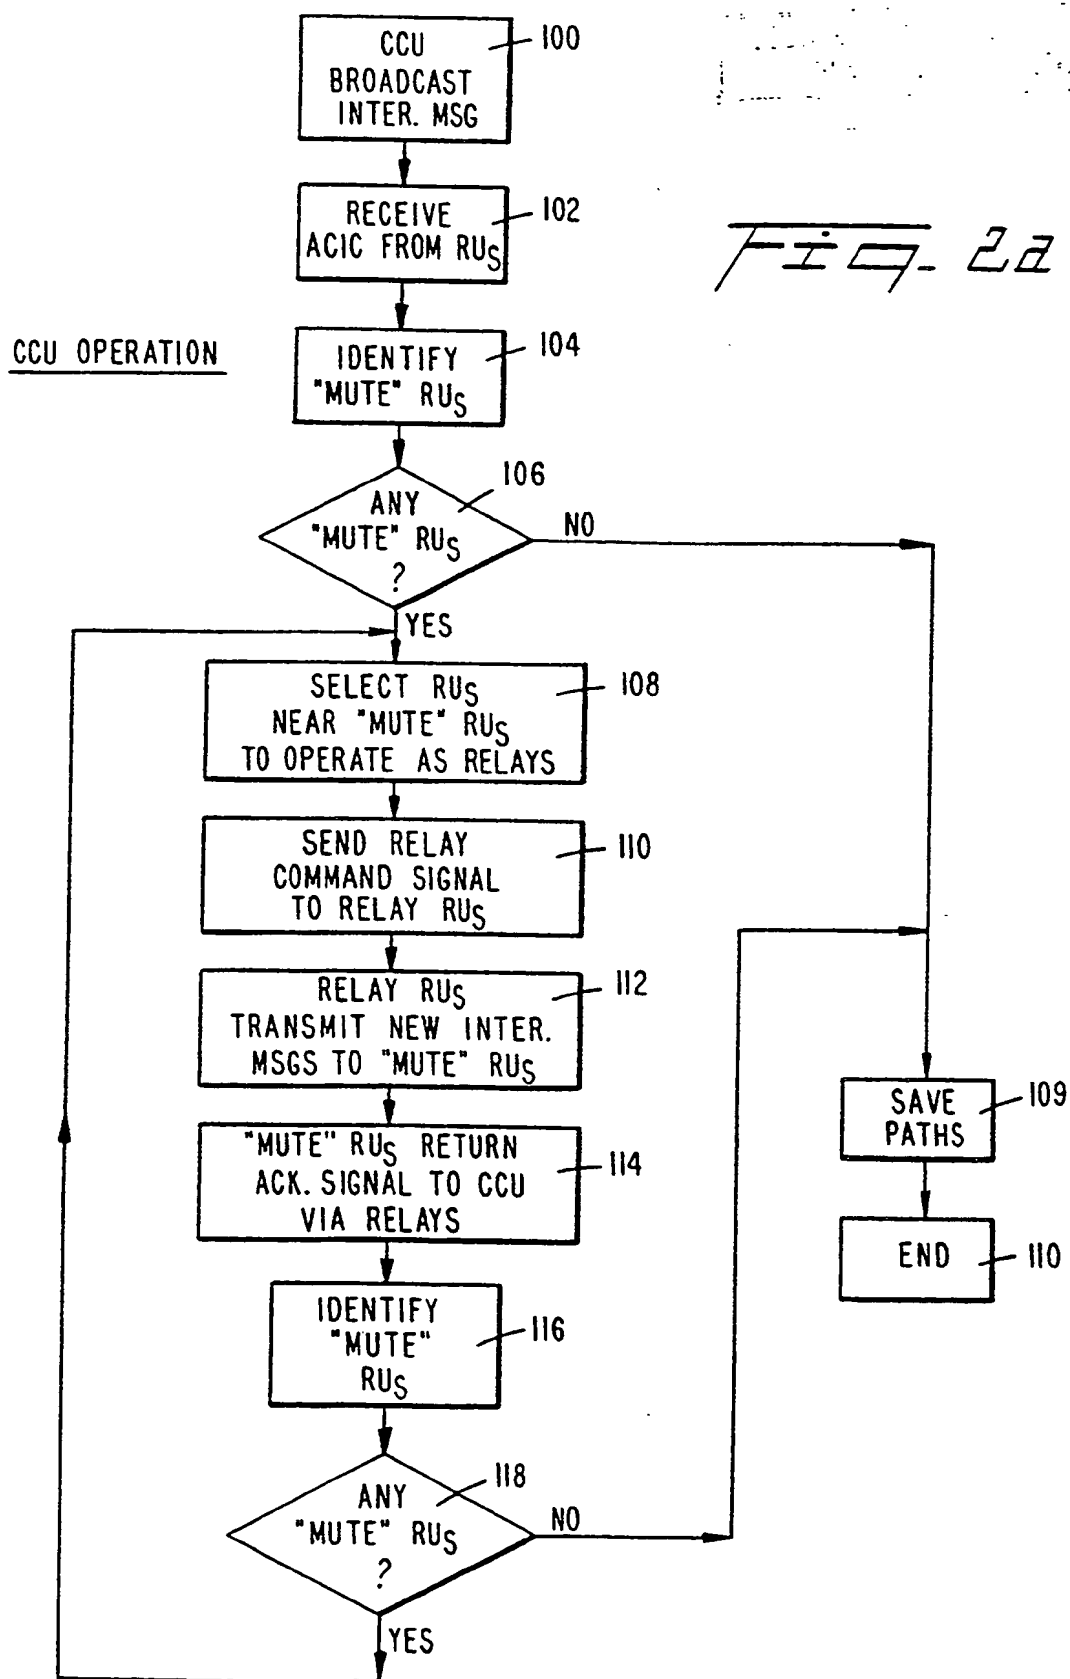 CCU
BROADCAST
INTER. MSG
100
RECEIVE
ACIC FROM RUS
102
Fig. 2a
CCU OPERATION
IDENTIFY
"MUTE" RUS
104
ANY
"MUTE" RUS
?
106
NO
YES
SELECT RUS
NEAR "MUTE" RUS
TO OPERATE AS RELAYS
108
SEND RELAY
COMMAND SIGNAL
TO RELAY RUS
110
RELAY RUS
TRANSMIT NEW INTER.
MSGS TO "MUTE" RUS
112
"MUTE" RUS RETURN
ACK. SIGNAL TO CCU
VIA RELAYS
114
SAVE
PATHS
109
END
110
IDENTIFY
"MUTE"
RUS
116
ANY
"MUTE" RUS
?
118
NO
YES